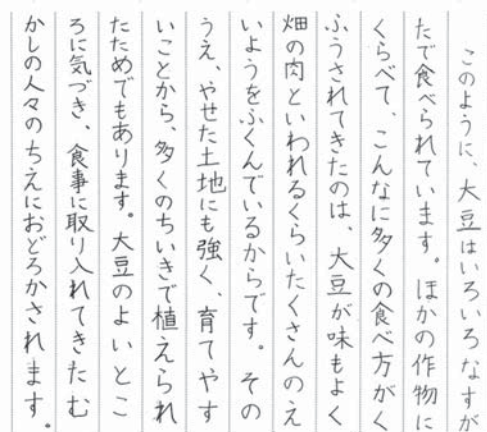 このように、大豆はいろいろなすが
たで食べられています。ほかの作物に
くらべて、こんなに多くの食べ方がく
ふうされてきたのは、大豆が味もよく
畑の肉といわれるくらいたくさんのえ
いようをふくんでいるからです。その
うえ、やせた土地にも強く、育てやす
いことから、多くのちいきで植えられ
たためでもあります。大豆のよいとこ
ろに気づき、食事に取り入れてきたむ
かしの人々のちえにおどろかされます。